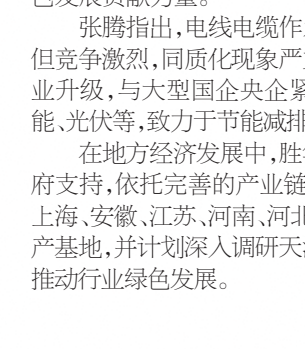 色发展贡献力量。
张腾指出,电线电缆作
但竞争激烈,同质化现象严
业升级,与大型国企央企紧
能、光伏等,致力于节能减排
在地方经济发展中,胜
府支持,依托完善的产业链
上海、安徽、江苏、河南、河北
产基地,并计划深入调研天
推动行业绿色发展。